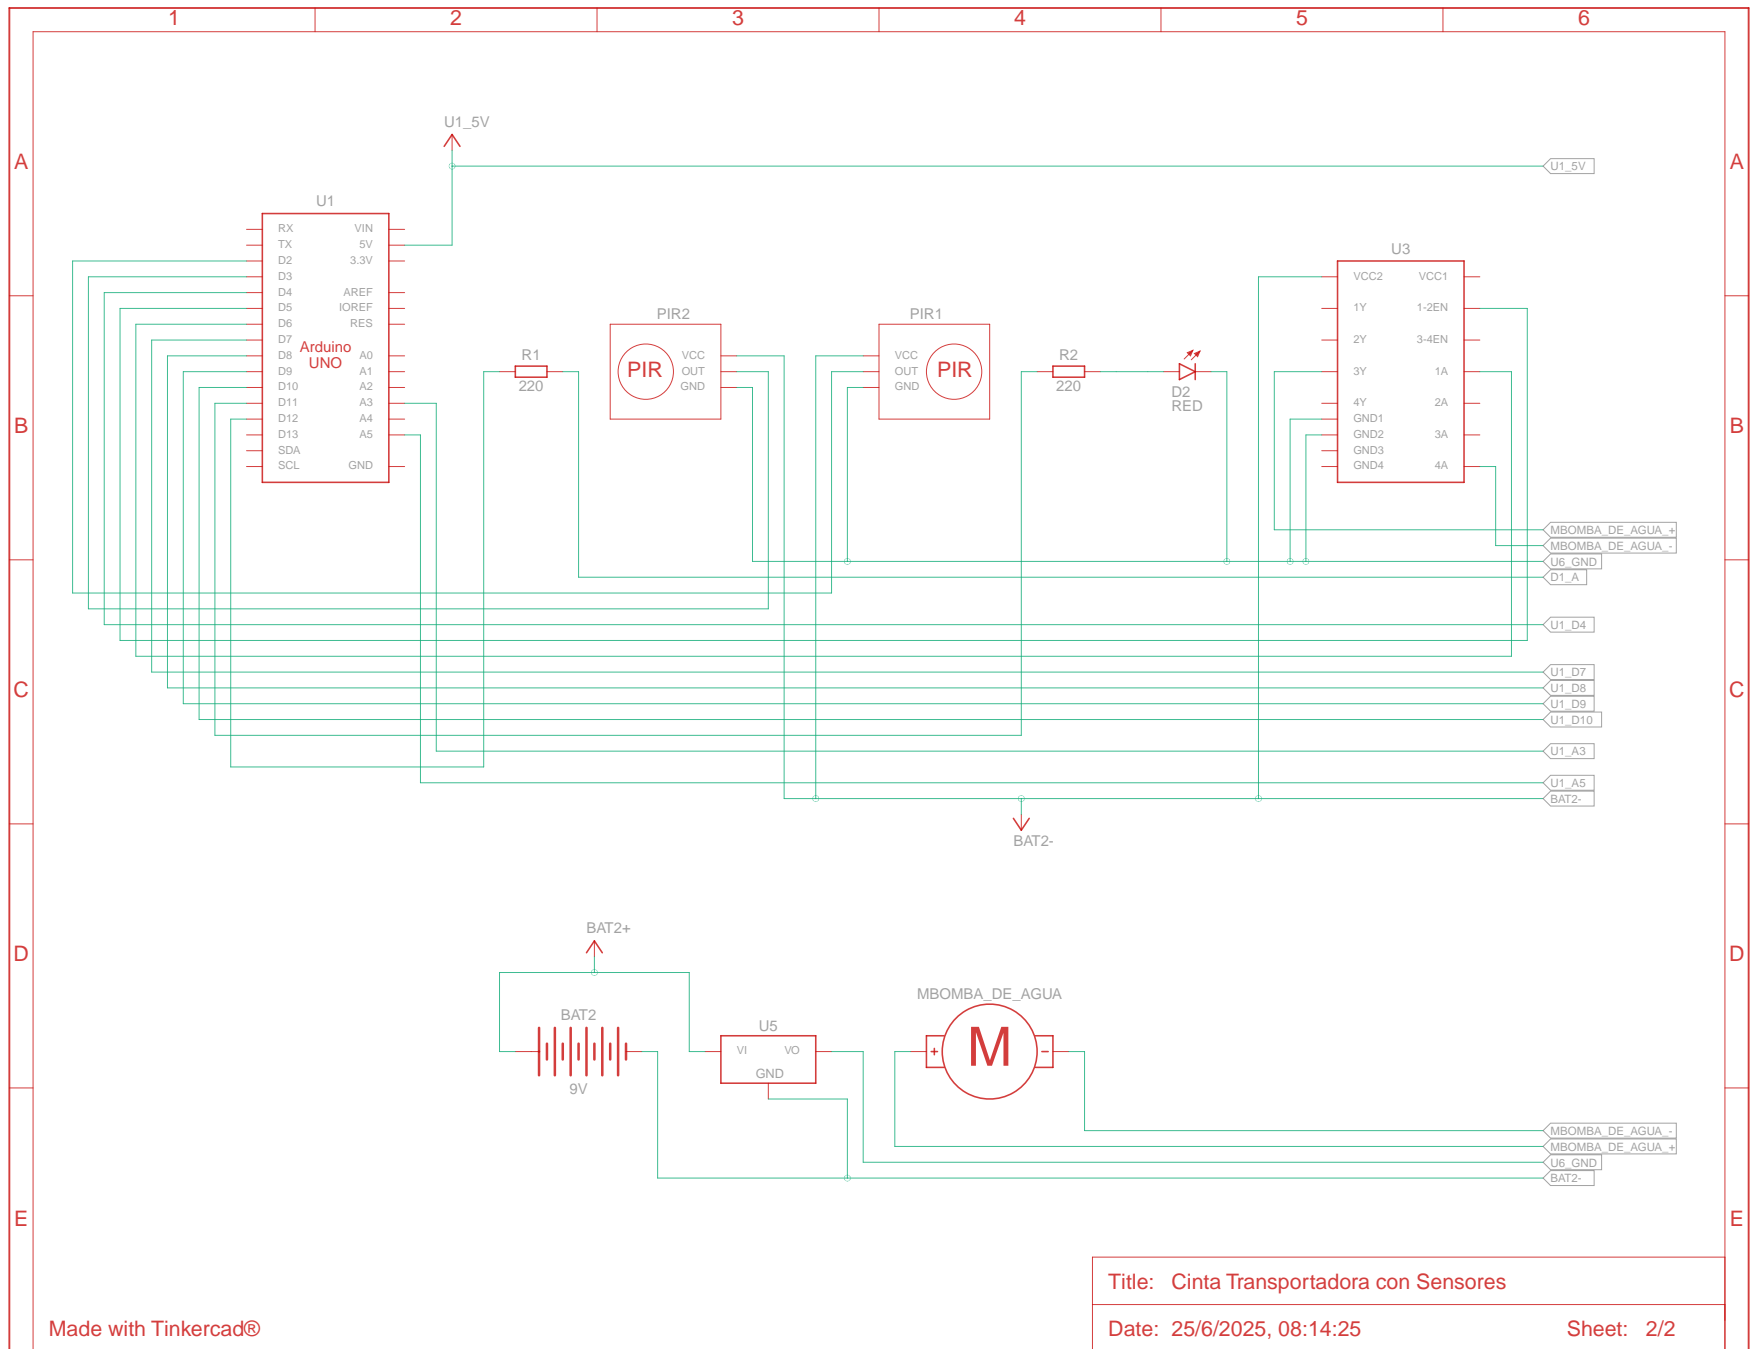 1 2 3 4 5 6
U1_5V
A A
U1_5V
U1
RX VIN
TX 5V
D2 3.3V
D3
D4 AREF
D5 IOREF
D6 RES
D7
Arduino
UNO
D8 A0
D9 A1
D10 A2
D11 A3
D12 A4
D13 A5
SDA
SCL GND
R1
220
PIR2
PIR
VCC
OUT
GND
PIR1
VCC
OUT
GND
PIR
R2
220
D2
RED
U3
VCC2 VCC1
1Y 1-2EN
2Y 3-4EN
3Y 1A
4Y 2A
GND1
GND2 3A
GND3
GND4 4A
B B
MBOMBA_DE_AGUA_+
MBOMBA_DE_AGUA_-
U6_GND
D1_A
U1_D4
U1_D7
C C
U1_D8
U1_D9
U1_D10
U1_A3
U1_A5
BAT2-
BAT2-
BAT2+
D D
BAT2
9V
U5
VI VO
GND
MBOMBA_DE_AGUA
+ M -
MBOMBA_DE_AGUA_-
MBOMBA_DE_AGUA_+
U6_GND
BAT2-
E E
Title: Cinta Transportadora con Sensores
Made with Tinkercad®
Date: 25/6/2025, 08:14:25 Sheet: 2/2